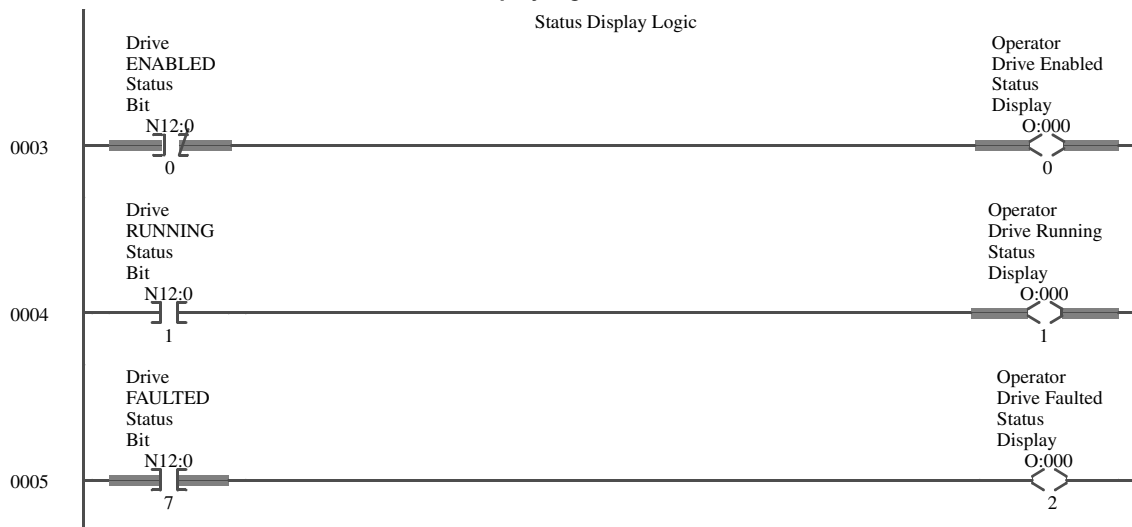 Status Display Logic
Drive
ENABLED
Status
Bit
N12:0
0
Operator
Drive Enabled
Status
Display
O:000
0
0003
Drive
RUNNING
Status
Bit
N12:0
1
Operator
Drive Running
Status
Display
O:000
1
0004
Drive
FAULTED
Status
Bit
N12:0
7
Operator
Drive Faulted
Status
Display
O:000
2
0005